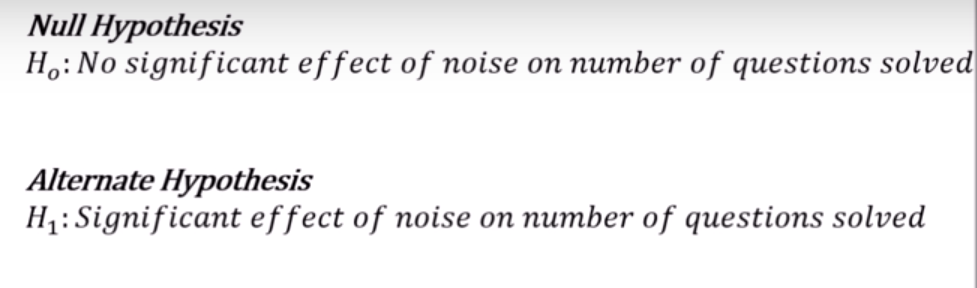 Null Hypothesis
Hₒ: No significant effect of noise on number of questions solved
Alternate Hypothesis
H₁: Significant effect of noise on number of questions solved